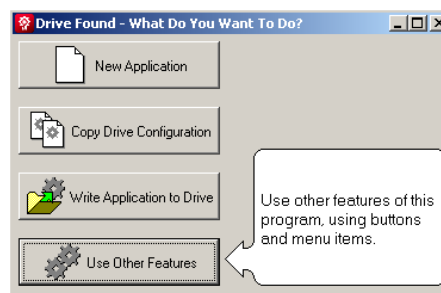 Drive Found - What Do You Want To Do?
New Application
Copy Drive Configuration
Write Application to Drive
Use Other Features
Use other features of this
program, using buttons
and menu items.